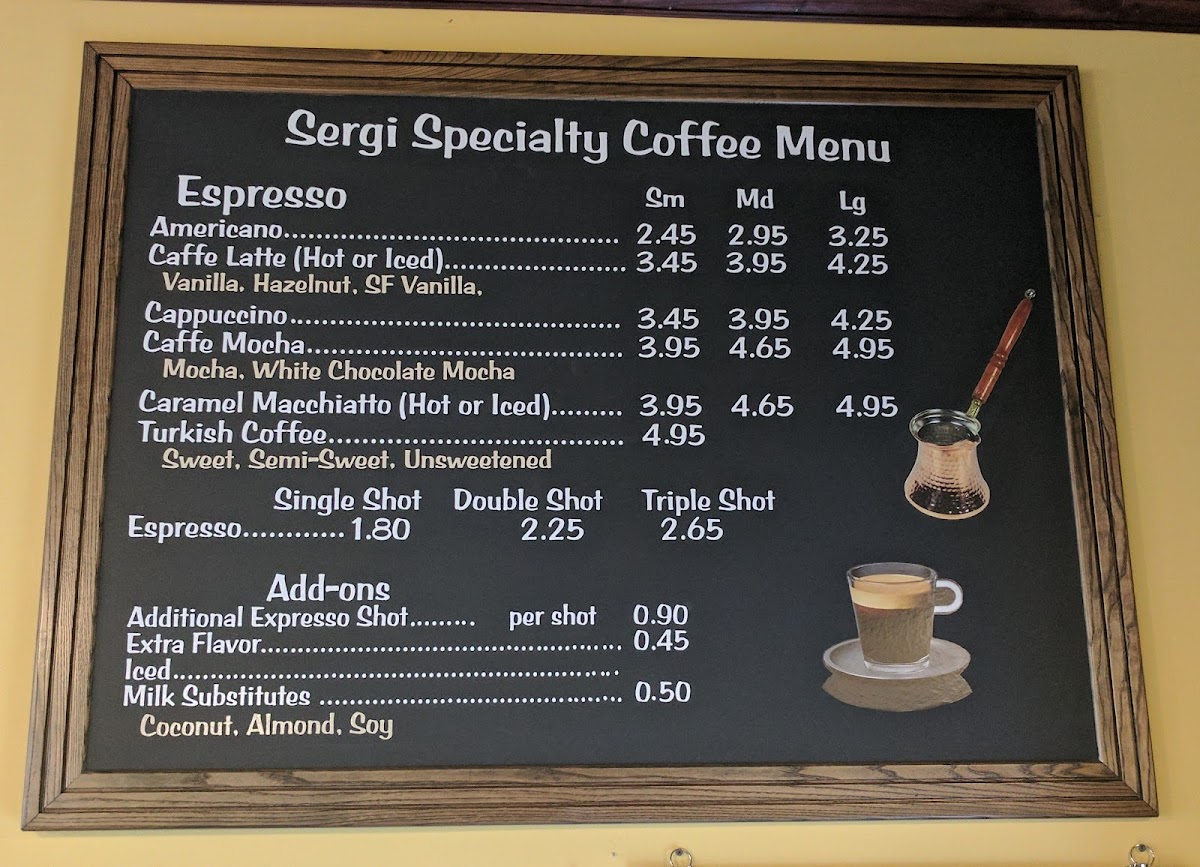 Sergi Specialty Coffee Menu
Espresso Sm Md Lg
Americano........................................ 2.45 2.95 3.25
Caffe Latte (Hot or Iced)...................... 3.45 3.95 4.25
Vanilla, Hazelnut, SF Vanilla,
Cappuccino........................................ 3.45 3.95 4.25
Caffe Mocha...................................... 3.95 4.65 4.95
Mocha, White Chocolate Mocha
Caramel Macchiatto (Hot or Iced)......... 3.95 4.65 4.95
Turkish Coffee................................... 4.95
Sweet, Semi-Sweet, Unsweetened
Single Shot Double Shot Triple Shot
Espresso............1.80 2.25 2.65
Add-ons
Additional Expresso Shot......... per shot 0.90
Extra Flavor............................................. 0.45
Iced.......................................................
Milk Substitutes ..................................... 0.50
Coconut, Almond, Soy